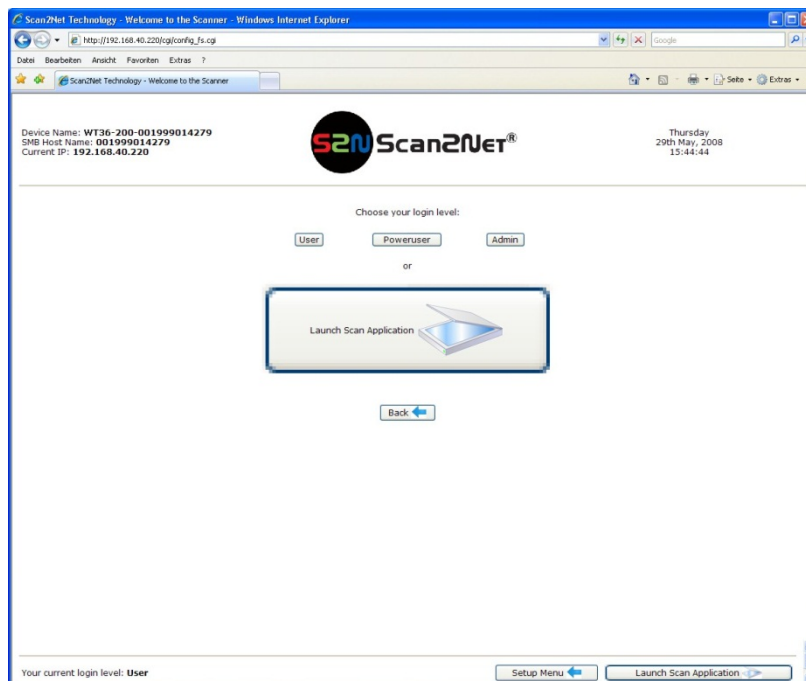 Scan2Net Technology - Welcome to the Scanner - Windows Internet Explorer
http://192.168.40.220/cgi/config_fs.cgi
Google
Datei Bearbeiten Ansicht Favoriten Extras ?
Scan2Net Technology - Welcome to the Scanner
Seite Extras
Device Name: WT36-200-001999014279
SMB Host Name: 001999014279
Current IP: 192.168.40.220
S2N Scan2Net®
Thursday
29th May, 2008
15:44:44
Choose your login level:
User Poweruser Admin
or
Launch Scan Application
Back
Your current login level: User
Setup Menu
Launch Scan Application